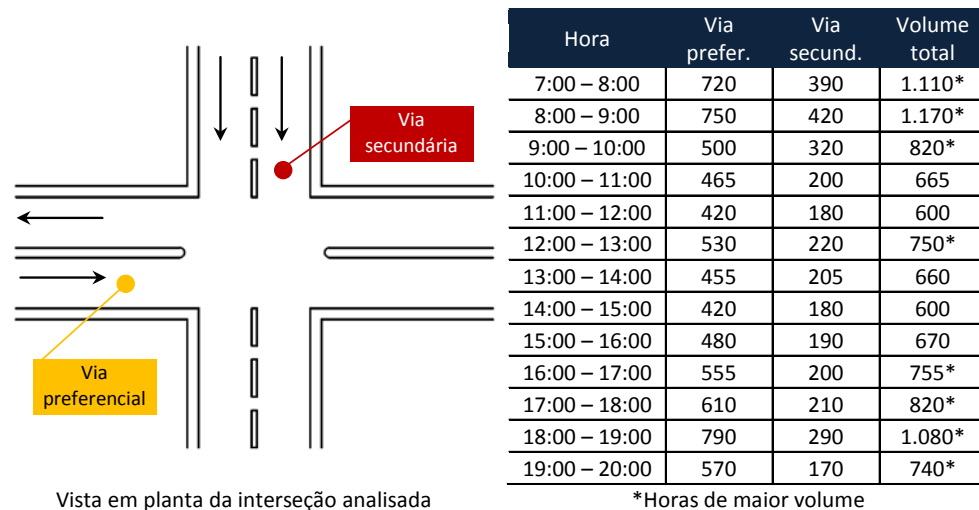 Via
secundária
Via
preferencial
Vista em planta da interseção analisada
Hora Via prefer. Via secund. Volume total
7:00 – 8:00 720 390 1.110*
8:00 – 9:00 750 420 1.170*
9:00 – 10:00 500 320 820*
10:00 – 11:00 465 200 665
11:00 – 12:00 420 180 600
12:00 – 13:00 530 220 750*
13:00 – 14:00 455 205 660
14:00 – 15:00 420 180 600
15:00 – 16:00 480 190 670
16:00 – 17:00 555 200 755*
17:00 – 18:00 610 210 820*
18:00 – 19:00 790 290 1.080*
19:00 – 20:00 570 170 740*
*Horas de maior volume